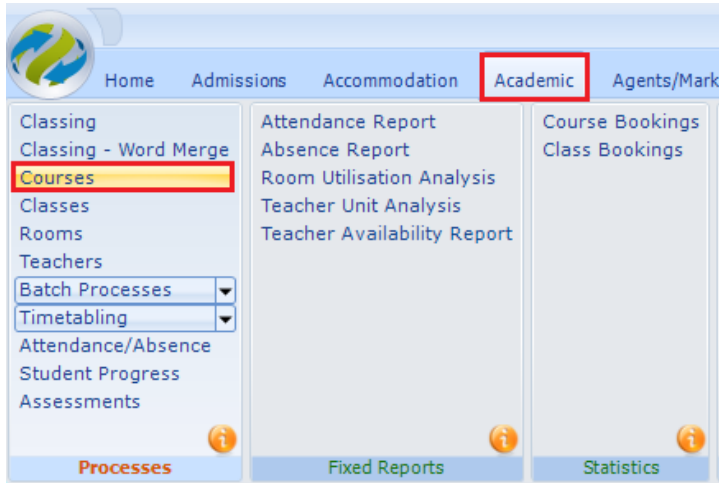 Home Admissions Accommodation Academic Agents/Mark
Classing
Classing - Word Merge
Courses
Classes
Rooms
Teachers
Batch Processes
Timetabling
Attendance/Absence
Student Progress
Assessments
Processes
Attendance Report
Absence Report
Room Utilisation Analysis
Teacher Unit Analysis
Teacher Availability Report
Fixed Reports
Course Bookings
Class Bookings
Statistics